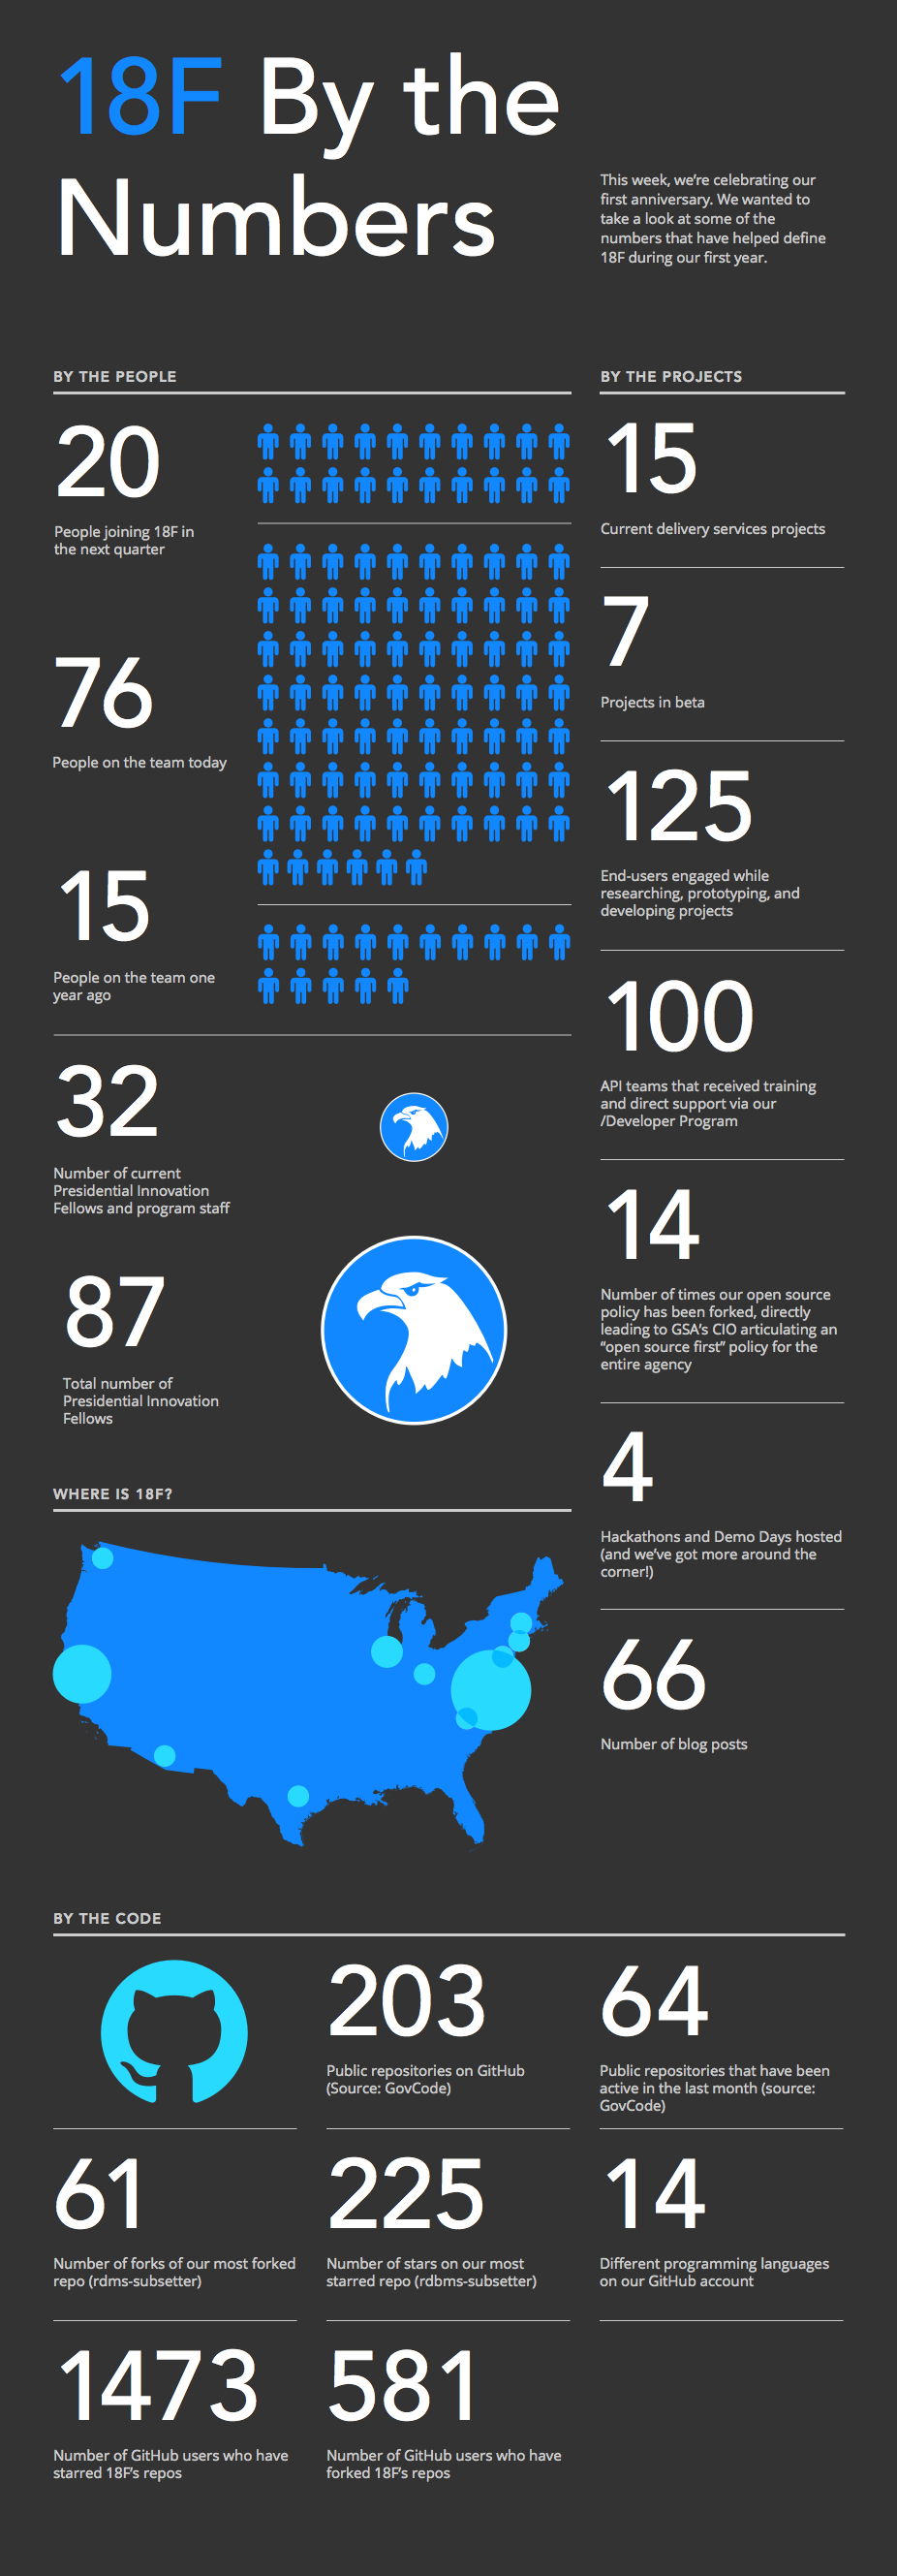 18F By the
Numbers
This week, we're celebrating our
first anniversary. We wanted to
take a look at some of the
numbers that have helped define
18F during our first year.
BY THE PEOPLE
20
People joining 18F in
the next quarter
76
People on the team today
15
People on the team one
year ago
32
Number of current
Presidential Innovation
Fellows and program staff
87
Total number of
Presidential Innovation
Fellows
BY THE PROJECTS
15
Current delivery services projects
7
Projects in beta
125
End-users engaged while
researching, prototyping, and
developing projects
100
API teams that received training
and direct support via our
/Developer Program
14
Number of times our open source
policy has been forked, directly
leading to GSA's CIO articulating an
“open source first” policy for the
entire agency
4
Hackathons and Demo Days hosted
(and we've got more around the
corner!)
66
Number of blog posts
WHERE IS 18F?
BY THE CODE
203
Public repositories on GitHub
(Source: GovCode)
64
Public repositories that have been
active in the last month (source:
GovCode)
61
Number of forks of our most forked
repo (rdms-subsetter)
225
Number of stars on our most
starred repo (rdbms-subsetter)
14
Different programming languages
on our GitHub account
1473
Number of GitHub users who have
starred 18F's repos
581
Number of GitHub users who have
forked 18F's repos